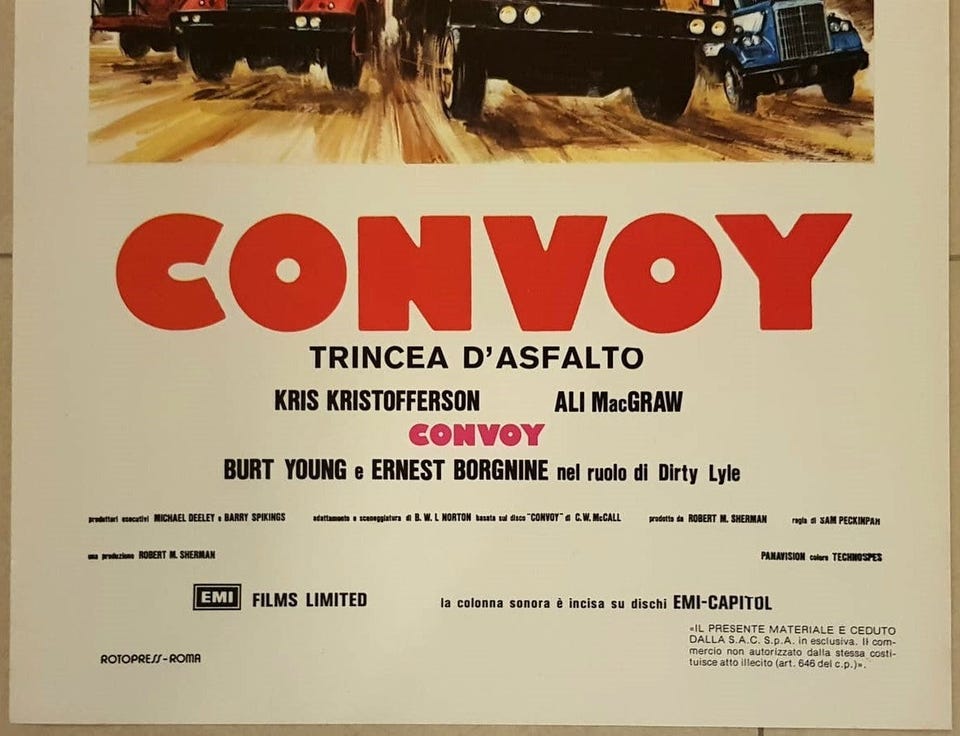 CONVOY
TRINCEA D'ASFALTO
KRIS KRISTOFFERSON ALI MacGRAW
CONVOY
BURT YOUNG e ERNEST BORGNINE nel ruolo di Dirty Lyle
produttori esecutivi MICHAEL DEELEY e BARRY SPIKINGS adattamento e sceneggiatura di B. W. L NORTON basata sul disco "CONVOY" di C.W. McCALL prodotto da ROBERT M. SHERMAN regia di SAM PECKINPAH
una produzione ROBERT M. SHERMAN PANAVISION colore TECHNOSPES
EMI FILMS LIMITED la colonna sonora è incisa su dischi EMI-CAPITOL
«IL PRESENTE MATERIALE E CEDUTO
DALLA S.A.C. S.p.A. in esclusiva. Il com-
mercio non autorizzato dalla stessa costi-
tuisce atto illecito (art. 646 del c.p.)».
ROTOPRESS-ROMA